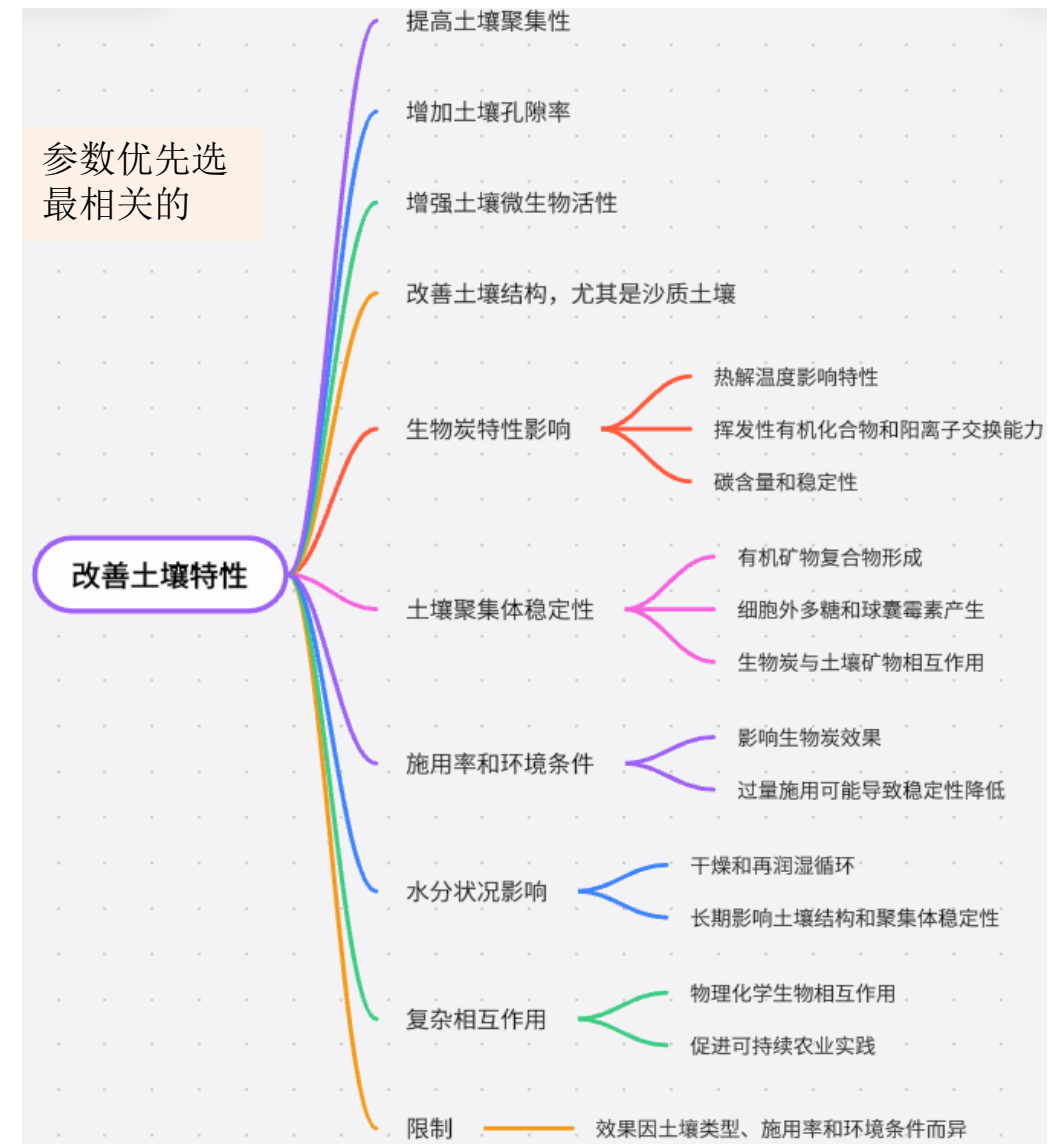 提高土壤聚集性
增加土壤孔隙率
参数优先选
最相关的
增强土壤微生物活性
改善土壤结构，尤其是沙质土壤
生物炭特性影响
热解温度影响特性
挥发性有机化合物和阳离子交换能力
碳含量和稳定性
改善土壤特性
土壤聚集体稳定性
有机矿物复合物形成
细胞外多糖和球囊霉素产生
生物炭与土壤矿物相互作用
施用率和环境条件
影响生物炭效果
过量施用可能导致稳定性降低
水分状况影响
干燥和再润湿循环
长期影响土壤结构和聚集体稳定性
复杂相互作用
物理化学生物相互作用
促进可持续农业实践
限制
效果因土壤类型、施用率和环境条件而异